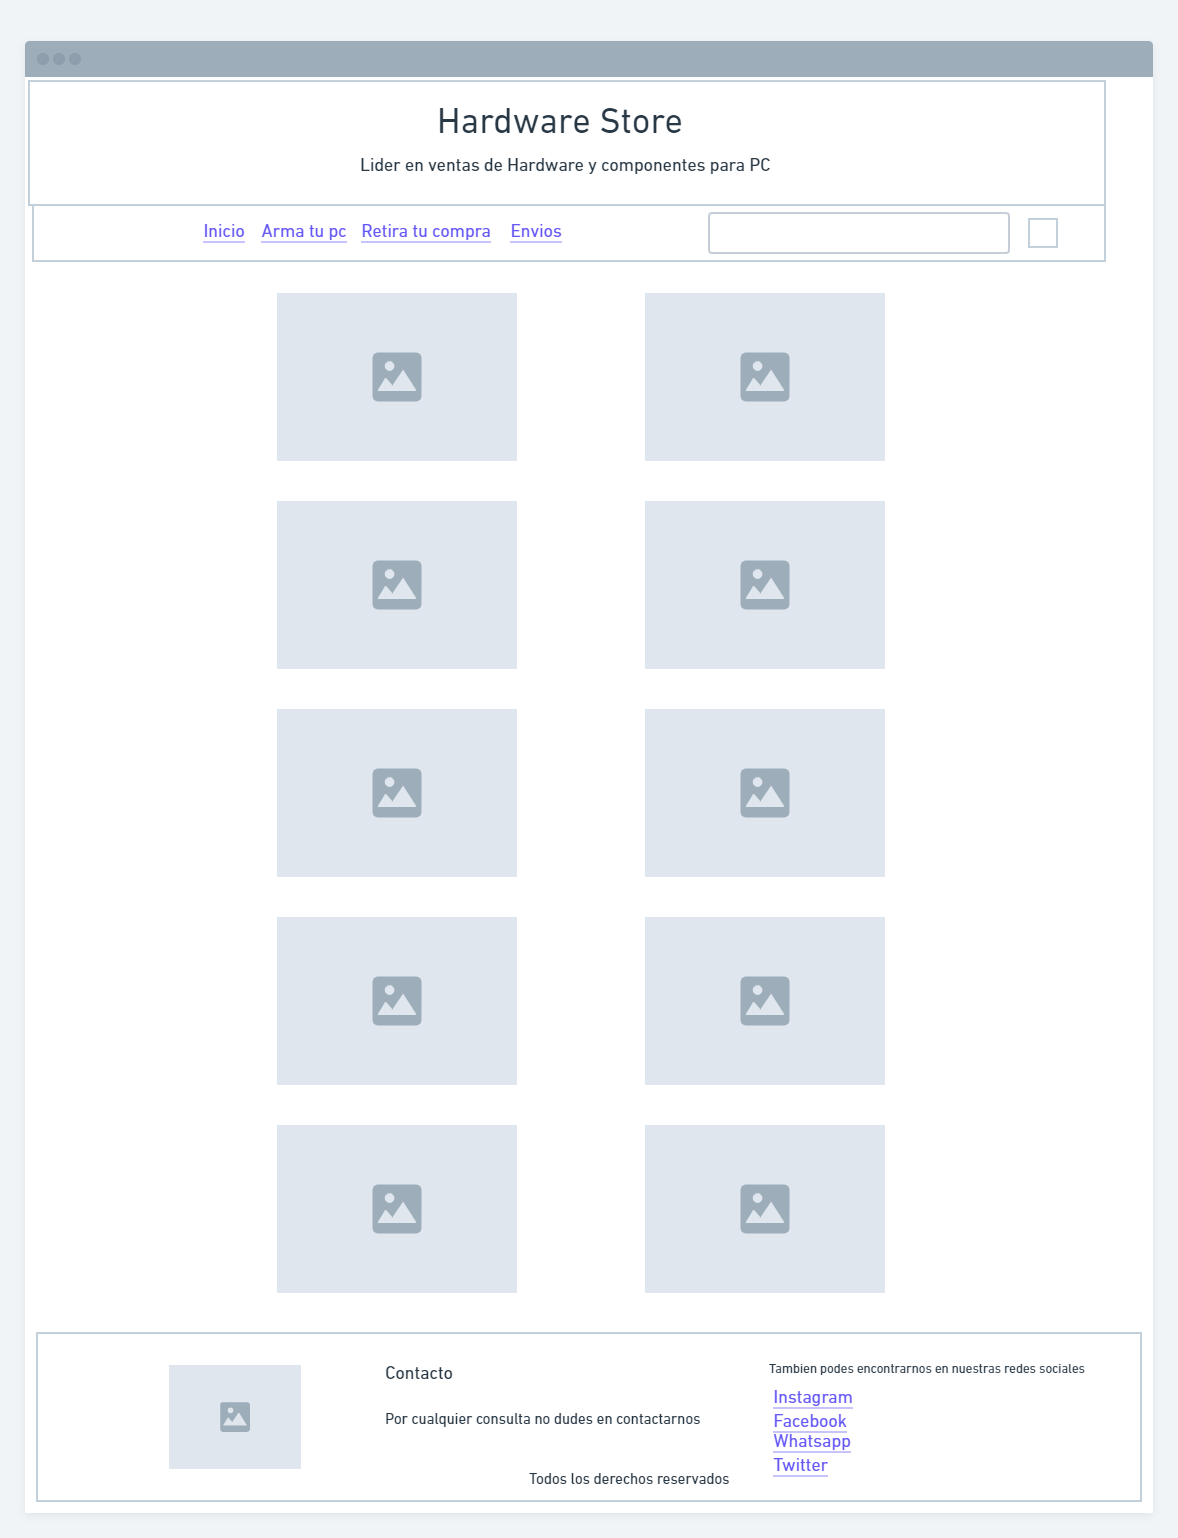 Hardware Store
Lider en ventas de Hardware y componentes para PC
Inicio Arma tu pc Retira tu compra Envios
Contacto
Por cualquier consulta no dudes en contactarnos
Tambien podes encontrarnos en nuestras redes sociales
Instagram
Facebook
Whatsapp
Twitter
Todos los derechos reservados